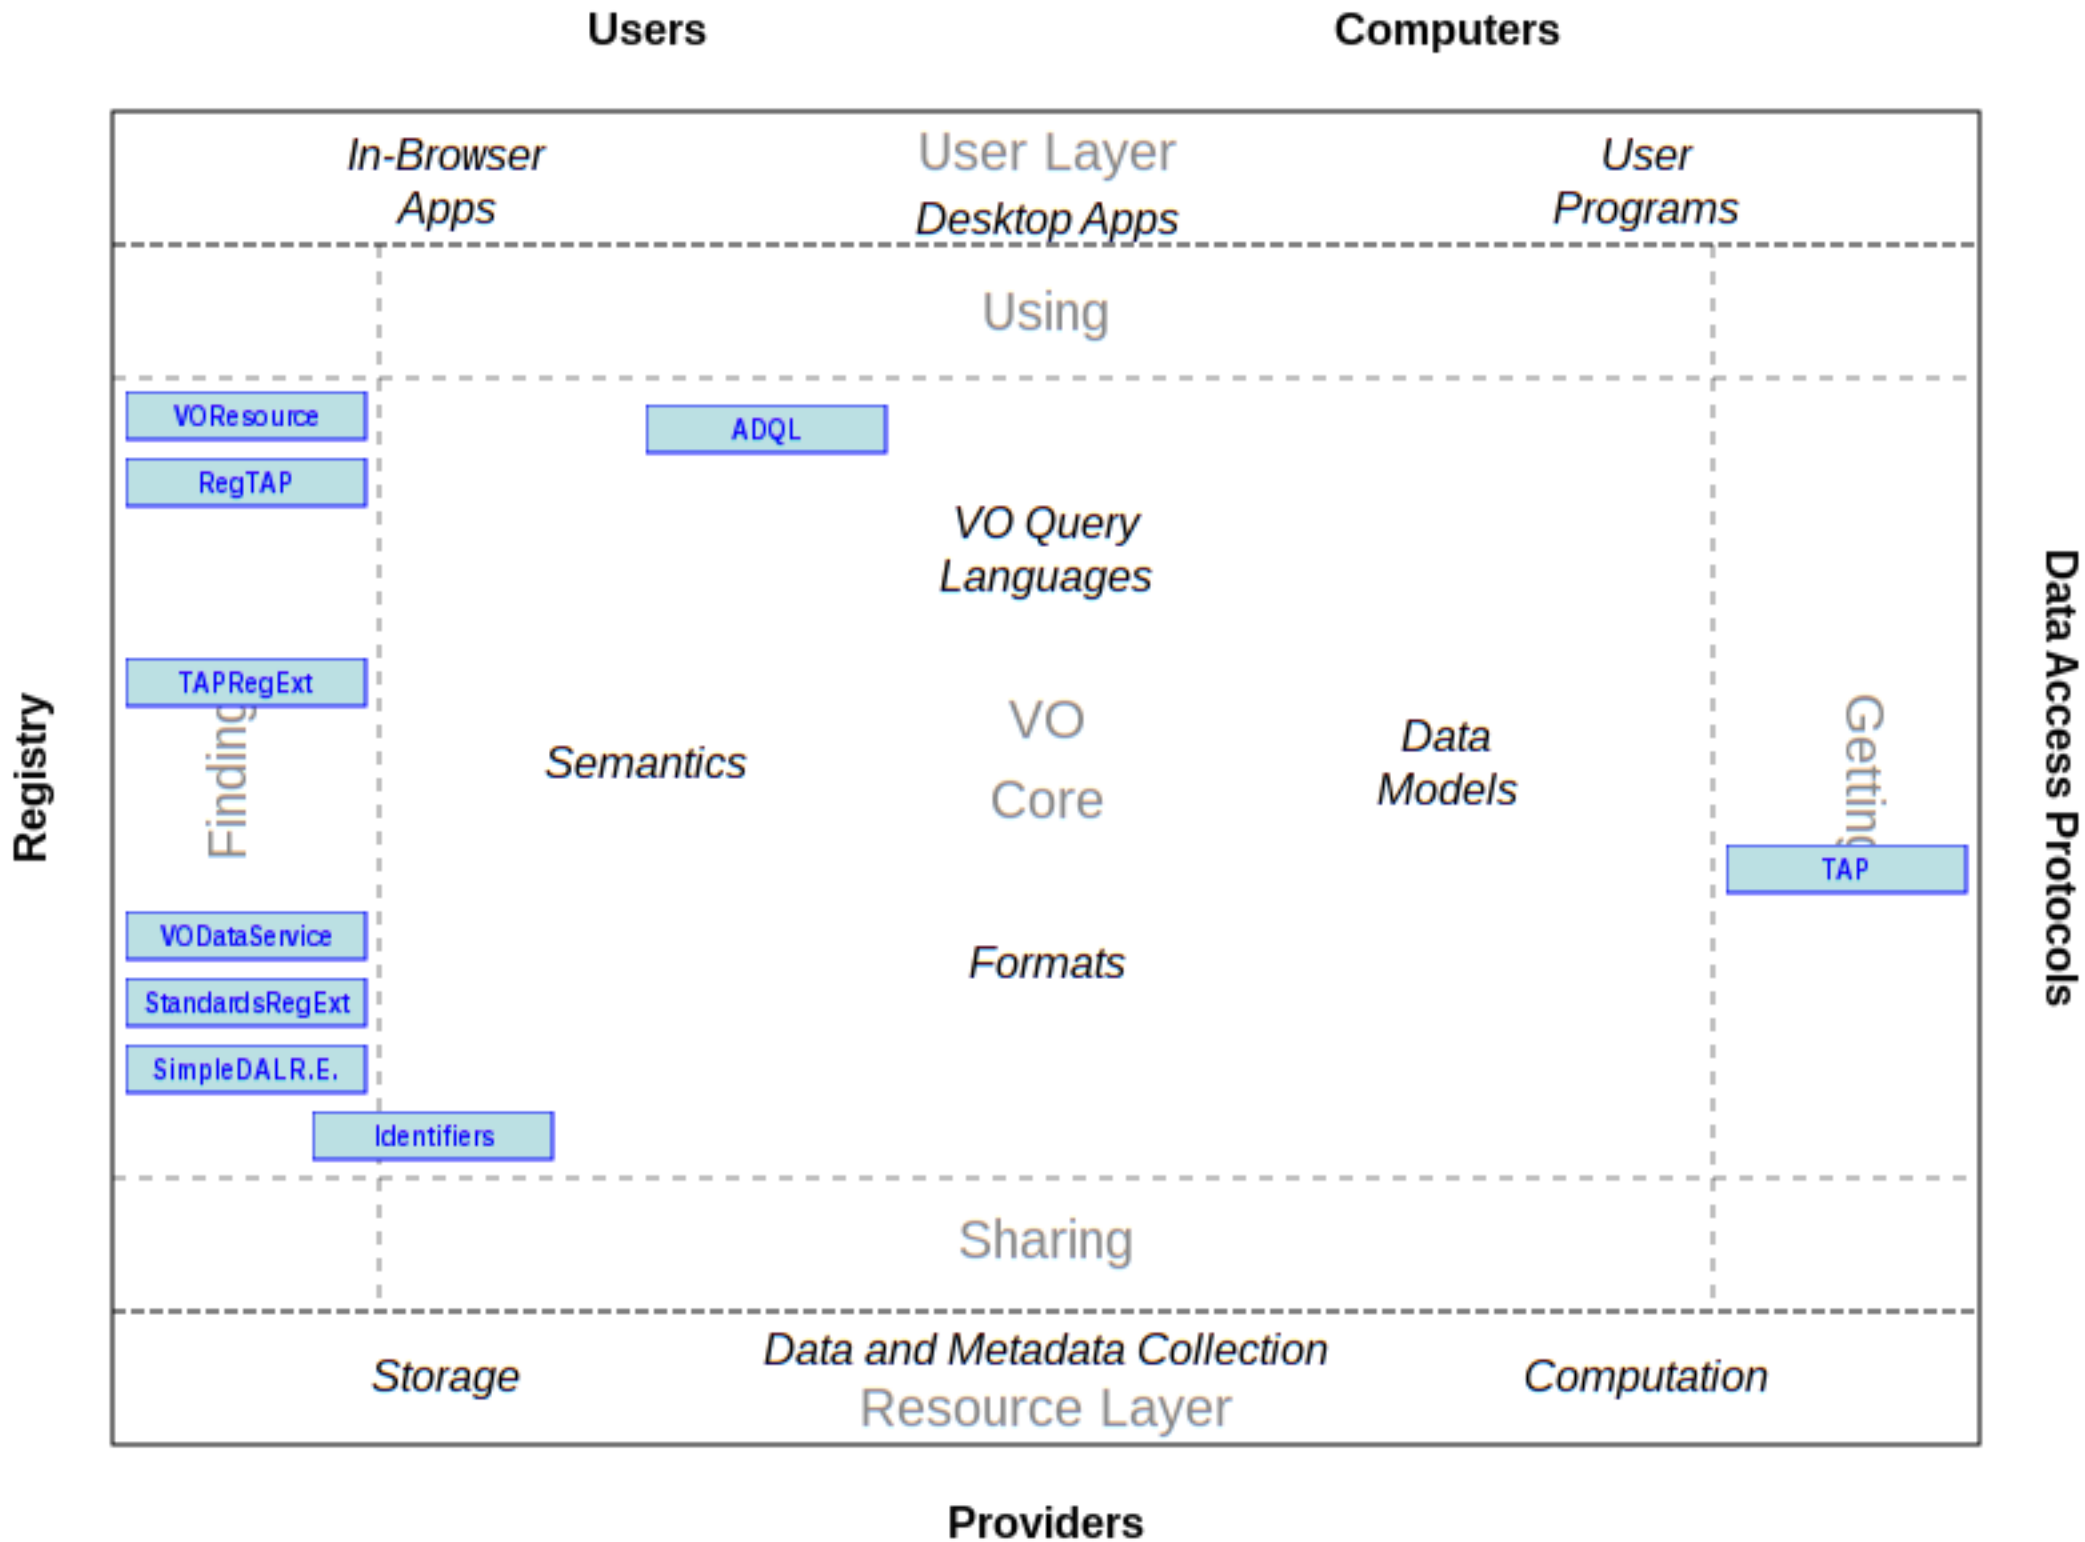 Users
Computers
In-Browser
Apps
User Layer
Desktop Apps
User
Programs
Using
VOResource
RegTAP
ADQL
VO Query
Languages
TAPRegExt
Finding
Registry
Semantics
VO
Core
Data
Models
Getting
TAP
Data Access Protocols
VODataService
StandardsRegExt
SimpleDALR.E.
Identifiers
Formats
Sharing
Storage
Data and Metadata Collection
Resource Layer
Computation
Providers